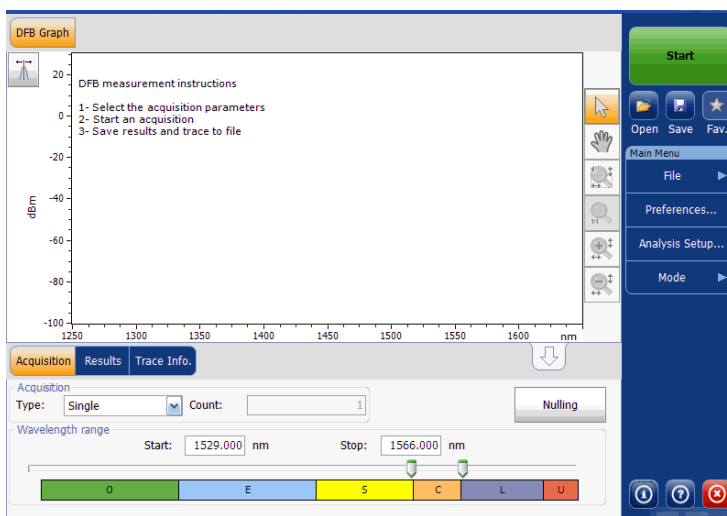 DFB Graph
DFB measurement instructions
1- Select the acquisition parameters
2- Start an acquisition
3- Save results and trace to file
20
0
-20
-40
-60
-80
-100
dBm
1250 1300 1350 1400 1450 1500 1550 1600 nm
1:1
Start
Open Save Fav.
Main Menu
File
Preferences...
Analysis Setup...
Mode
Acquisition Results Trace Info.
Acquisition
Type: Single Count: 1
Nulling
Wavelength range
Start: 1529.000 nm Stop: 1566.000 nm
O E S C L U